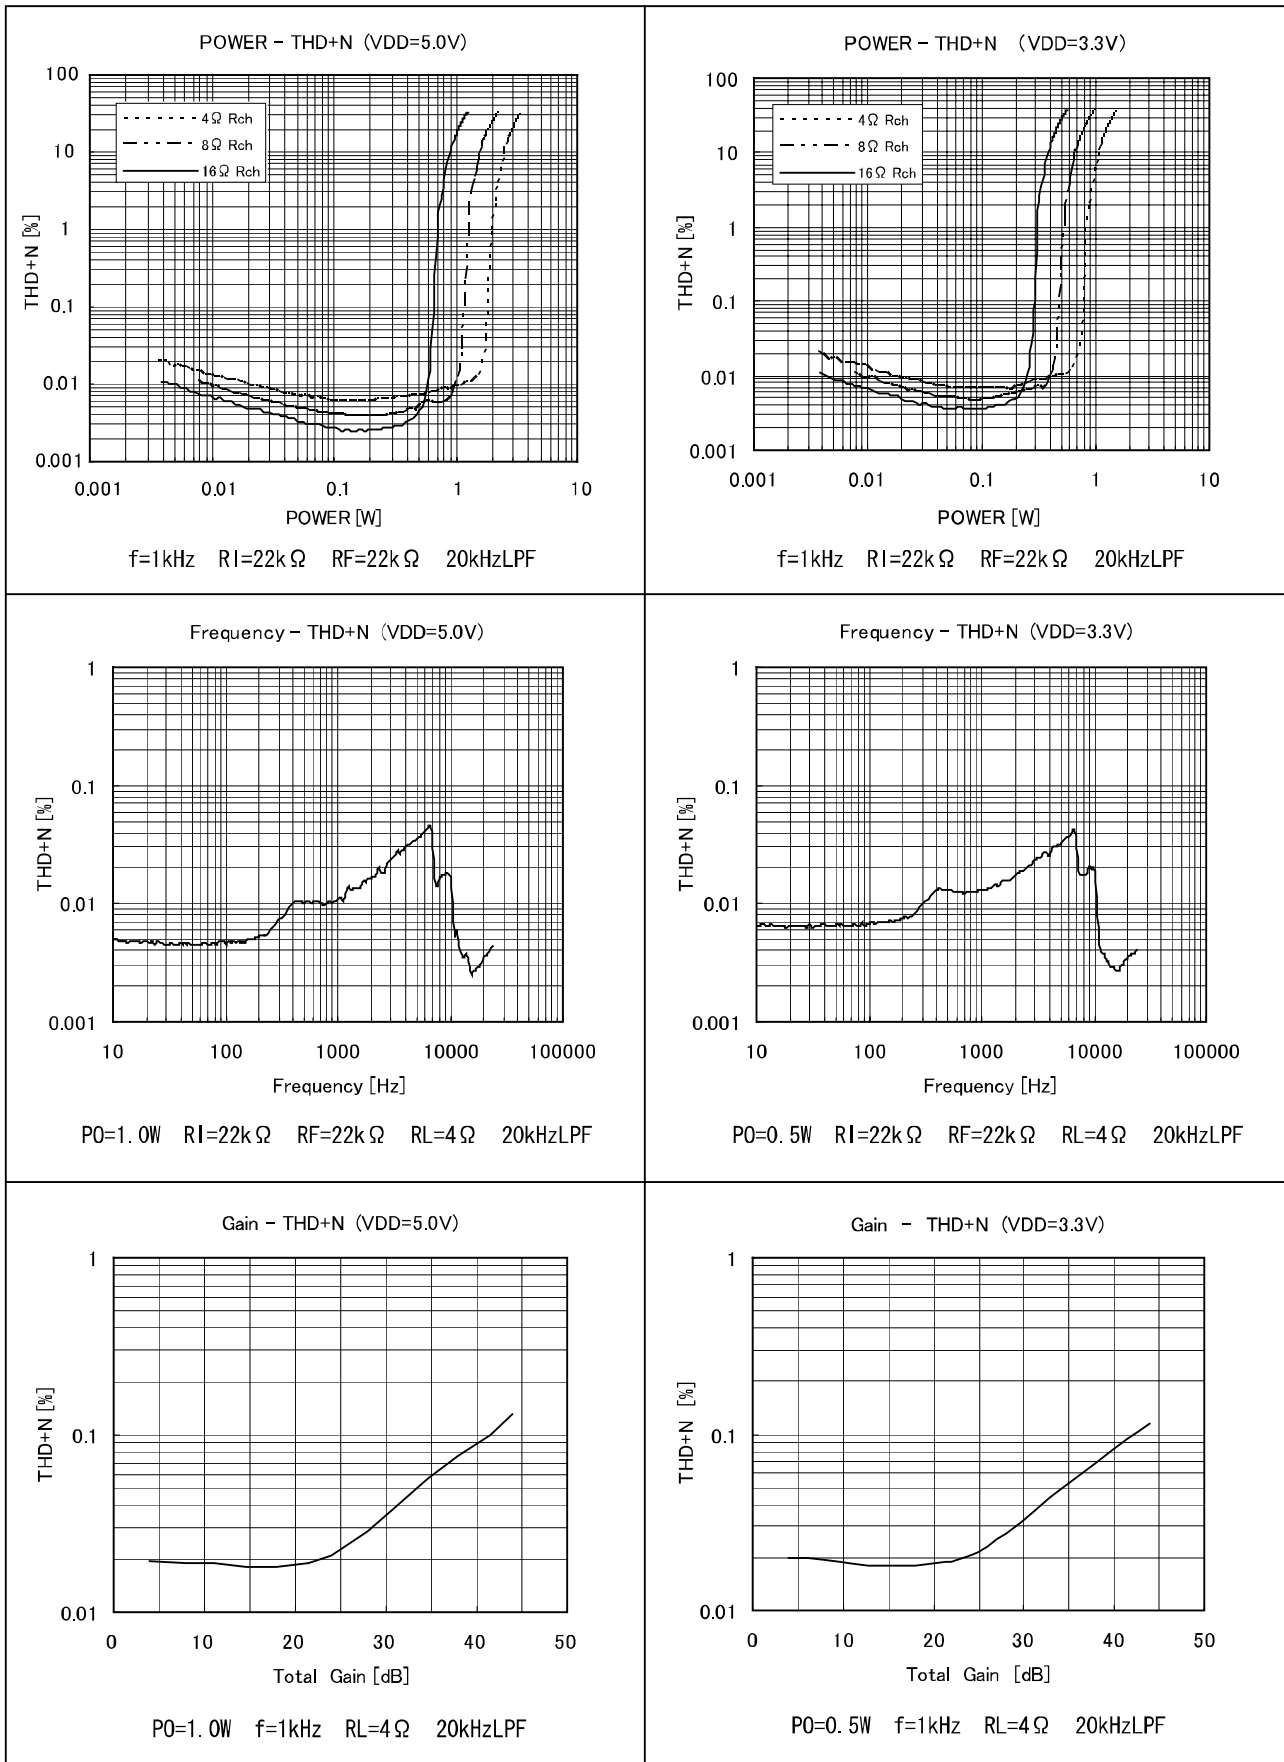 POWER – THD+N (VDD=5.0V)
100
10
1
0.1
0.01
0.001
THD+N [%]
4Ω Rch
8Ω Rch
16Ω Rch
0.001 0.01 0.1 1 10
POWER [W]
f=1kHz RI=22kΩ RF=22kΩ 20kHzLPF
POWER – THD+N (VDD=3.3V)
100
10
1
0.1
0.01
0.001
THD+N [%]
4Ω Rch
8Ω Rch
16Ω Rch
0.001 0.01 0.1 1 10
POWER [W]
f=1kHz RI=22kΩ RF=22kΩ 20kHzLPF
Frequency – THD+N (VDD=5.0V)
1
0.1
0.01
0.001
THD+N [%]
10 100 1000 10000 100000
Frequency [Hz]
PO=1.0W RI=22kΩ RF=22kΩ RL=4Ω 20kHzLPF
Frequency – THD+N (VDD=3.3V)
1
0.1
0.01
0.001
THD+N [%]
10 100 1000 10000 100000
Frequency [Hz]
PO=0.5W RI=22kΩ RF=22kΩ RL=4Ω 20kHzLPF
Gain – THD+N (VDD=5.0V)
1
0.1
0.01
THD+N [%]
0 10 20 30 40 50
Total Gain [dB]
PO=1.0W f=1kHz RL=4Ω 20kHzLPF
Gain – THD+N (VDD=3.3V)
1
0.1
0.01
THD+N [%]
0 10 20 30 40 50
Total Gain [dB]
PO=0.5W f=1kHz RL=4Ω 20kHzLPF